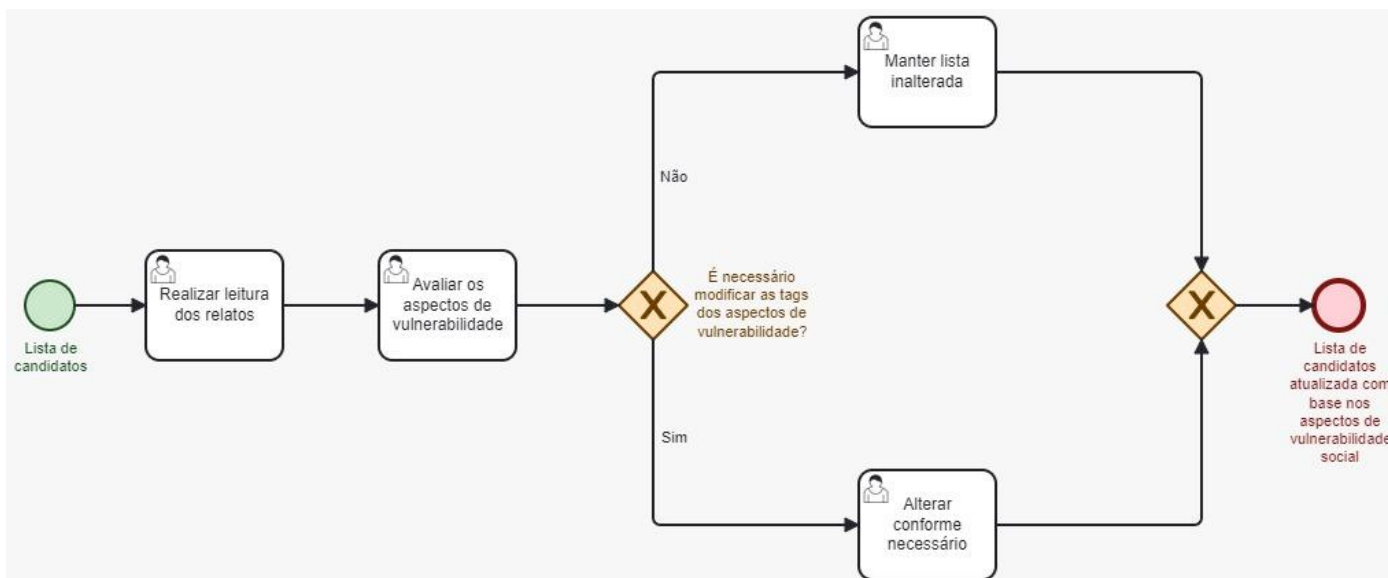 Manter lista
inalterada
Não
Realizar leitura
dos relatos
Avaliar os
aspectos de
vulnerabilidade
É necessário
modificar as tags
dos aspectos de
vulnerabilidade?
Lista de
candidatos
Lista de
candidatos
atualizada com
base nos
aspectos de
vulnerabilidade
social
Sim
Alterar
conforme
necessário